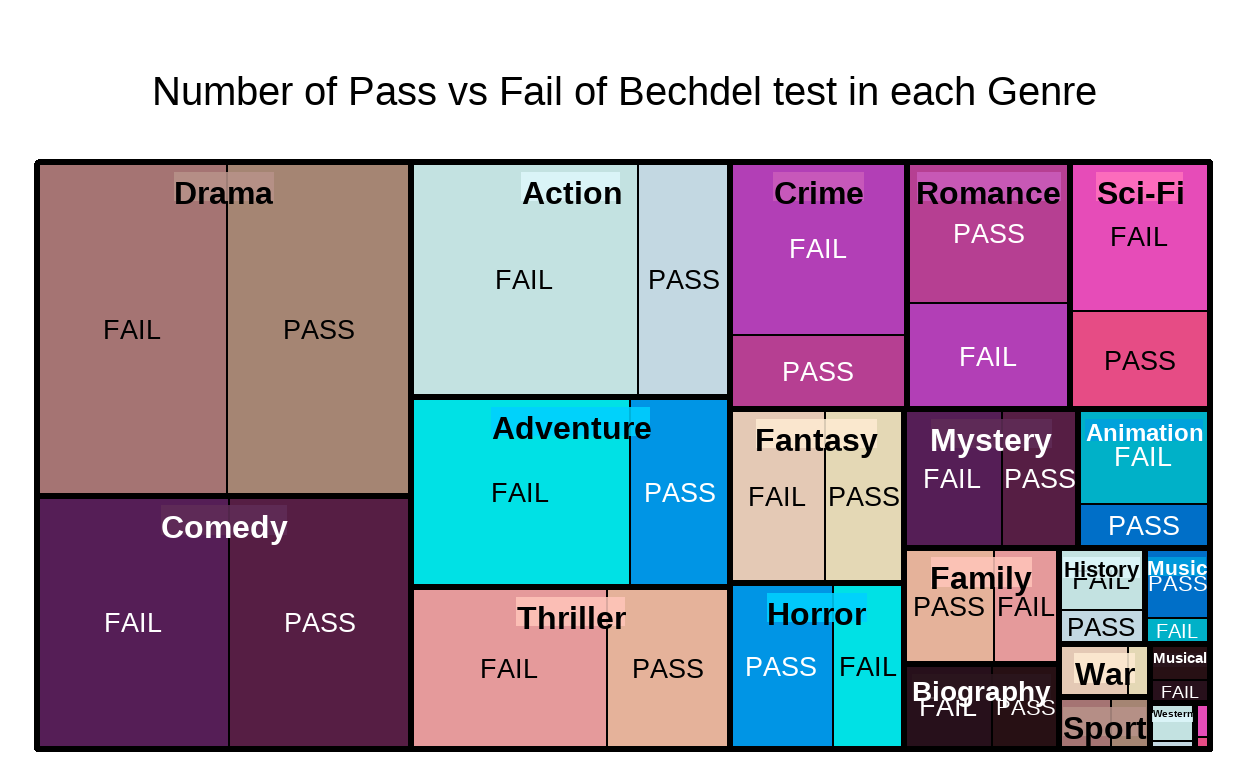 Number of Pass vs Fail of Bechdel test in each Genre
Drama
FAIL
PASS
Comedy
FAIL
PASS
Action
FAIL
PASS
Adventure
FAIL
PASS
Thriller
FAIL
PASS
Crime
FAIL
PASS
Romance
PASS
FAIL
Sci-Fi
FAIL
PASS
Fantasy
FAIL
PASS
Mystery
FAIL
PASS
Animation
FAIL
PASS
Horror
PASS
FAIL
Family
PASS
FAIL
Biography
FAIL
PASS
History
FAIL
PASS
Music
PASS
FAIL
War
Musical
FAIL
Sport
Western